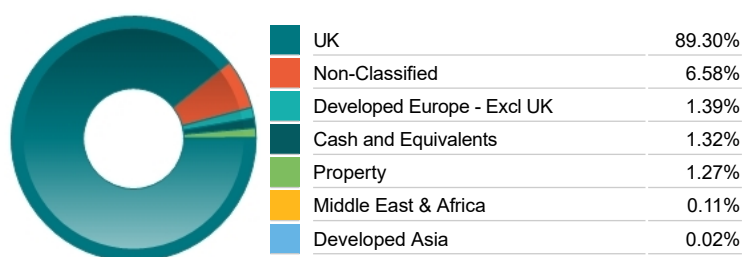 UK 89.30%
Non-Classified 6.58%
Developed Europe - Excl UK 1.39%
Cash and Equivalents 1.32%
Property 1.27%
Middle East & Africa 0.11%
Developed Asia 0.02%